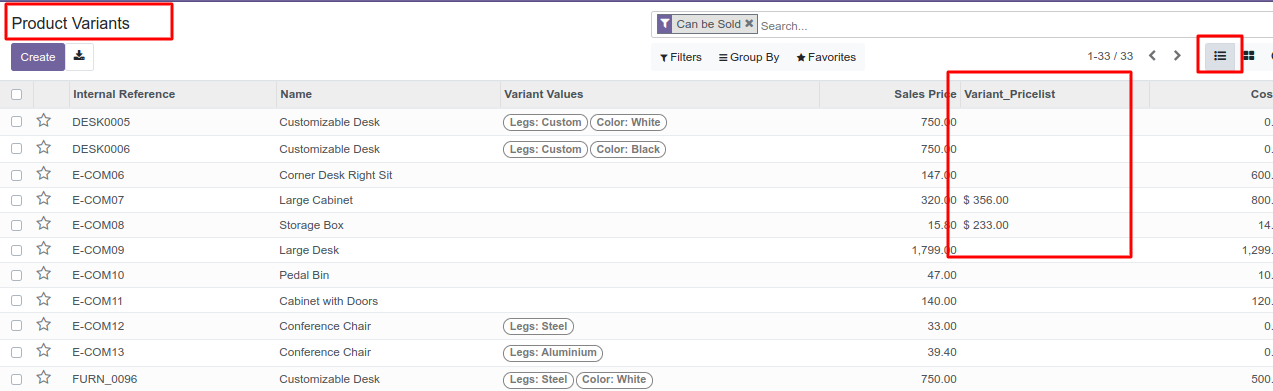 Product Variants
Can be Sold ✖ Search...
Create
Filters Group By Favorites 1-33 / 33
Internal Reference Name Variant Values Sales Price Variant_Pricelist Cos
DESK0005 Customizable Desk Legs: Custom Color: White 750.00 0.
DESK0006 Customizable Desk Legs: Custom Color: Black 750.00 0.
E-COM06 Corner Desk Right Sit 147.00 600.
E-COM07 Large Cabinet 320.00 $ 356.00 800.
E-COM08 Storage Box 15.80 $ 233.00 14.
E-COM09 Large Desk 1,799.00 1,299.
E-COM10 Pedal Bin 47.00 10.
E-COM11 Cabinet with Doors 140.00 120.
E-COM12 Conference Chair Legs: Steel 33.00 0.
E-COM13 Conference Chair Legs: Aluminium 39.40 0.
FURN_0096 Customizable Desk Legs: Steel Color: White 750.00 500.